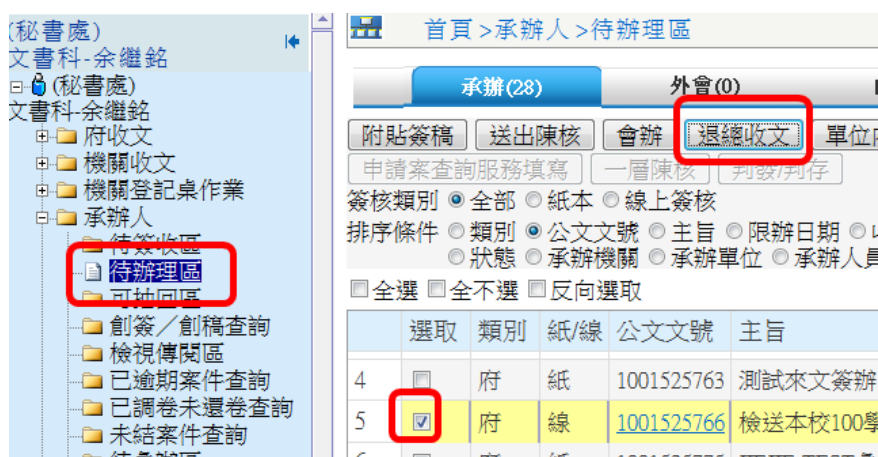 (秘書處)
文書科-余繼銘
(秘書處)
文書科-余繼銘
府收文
機關收文
機關登記桌作業
承辦人
待簽收區
待辦理區
可抽回區
創簽／創稿查詢
檢視傳閱區
已逾期案件查詢
已調卷未還卷查詢
未結案件查詢
首頁>承辦人>待辦理區
承辦(28) 外會(0)
附貼簽稿 送出陳核 會辦 退總收文 單位
申請案查詢服務填寫 一層陳核 判發/判存
簽核類別 全部 紙本 線上簽核
排序條件 類別 公文文號 主旨 限辦日期
狀態 承辦機關 承辦單位 承辦人員
全選 全不選 反向選取
選取 類別 紙/線 公文文號 主旨
4 府 紙 1001525763 測試來文簽辦
5 府 線 1001525766 檢送本校100學